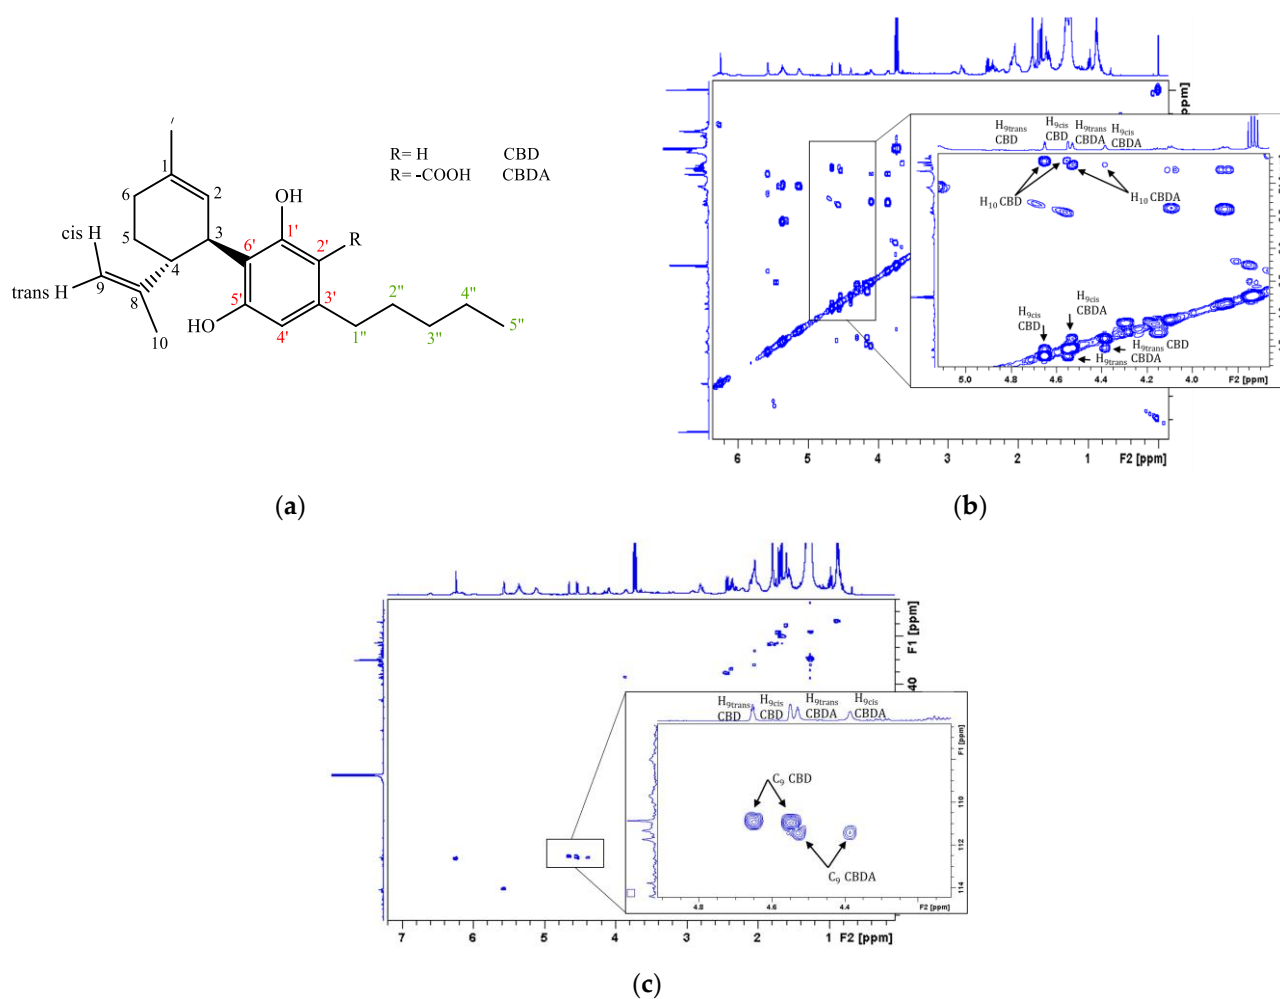 7
1
6
2
R= H CBD
R= -COOH CBDA
OH
cis H
5
3
6'
1'
2'
R
4
trans H
9
8
5'
3'
2''
4''
HO
10
4'
1''
3''
5''
(a)
ppm]
H9trans CBD
H9cis CBD
H9trans CBDA
H9cis CBDA
H10 CBD
H10 CBDA
H9cis CBD
H9cis CBDA
H9trans CBD
H9trans CBDA
5.0 4.8 4.6 4.4 4.2 4.0 F2 [ppm]
6 5 4 3 2 1 F2 [ppm]
(b)
F1 [ppm]
40
H9trans CBD
H9cis CBD
H9trans CBDA
H9cis CBDA
F1 [ppm]
C9 CBD
110
112
C9 CBDA
114
4.8 4.6 4.4 F2 [ppm]
7 6 5 4 3 2 1 F2 [ppm]
(c)